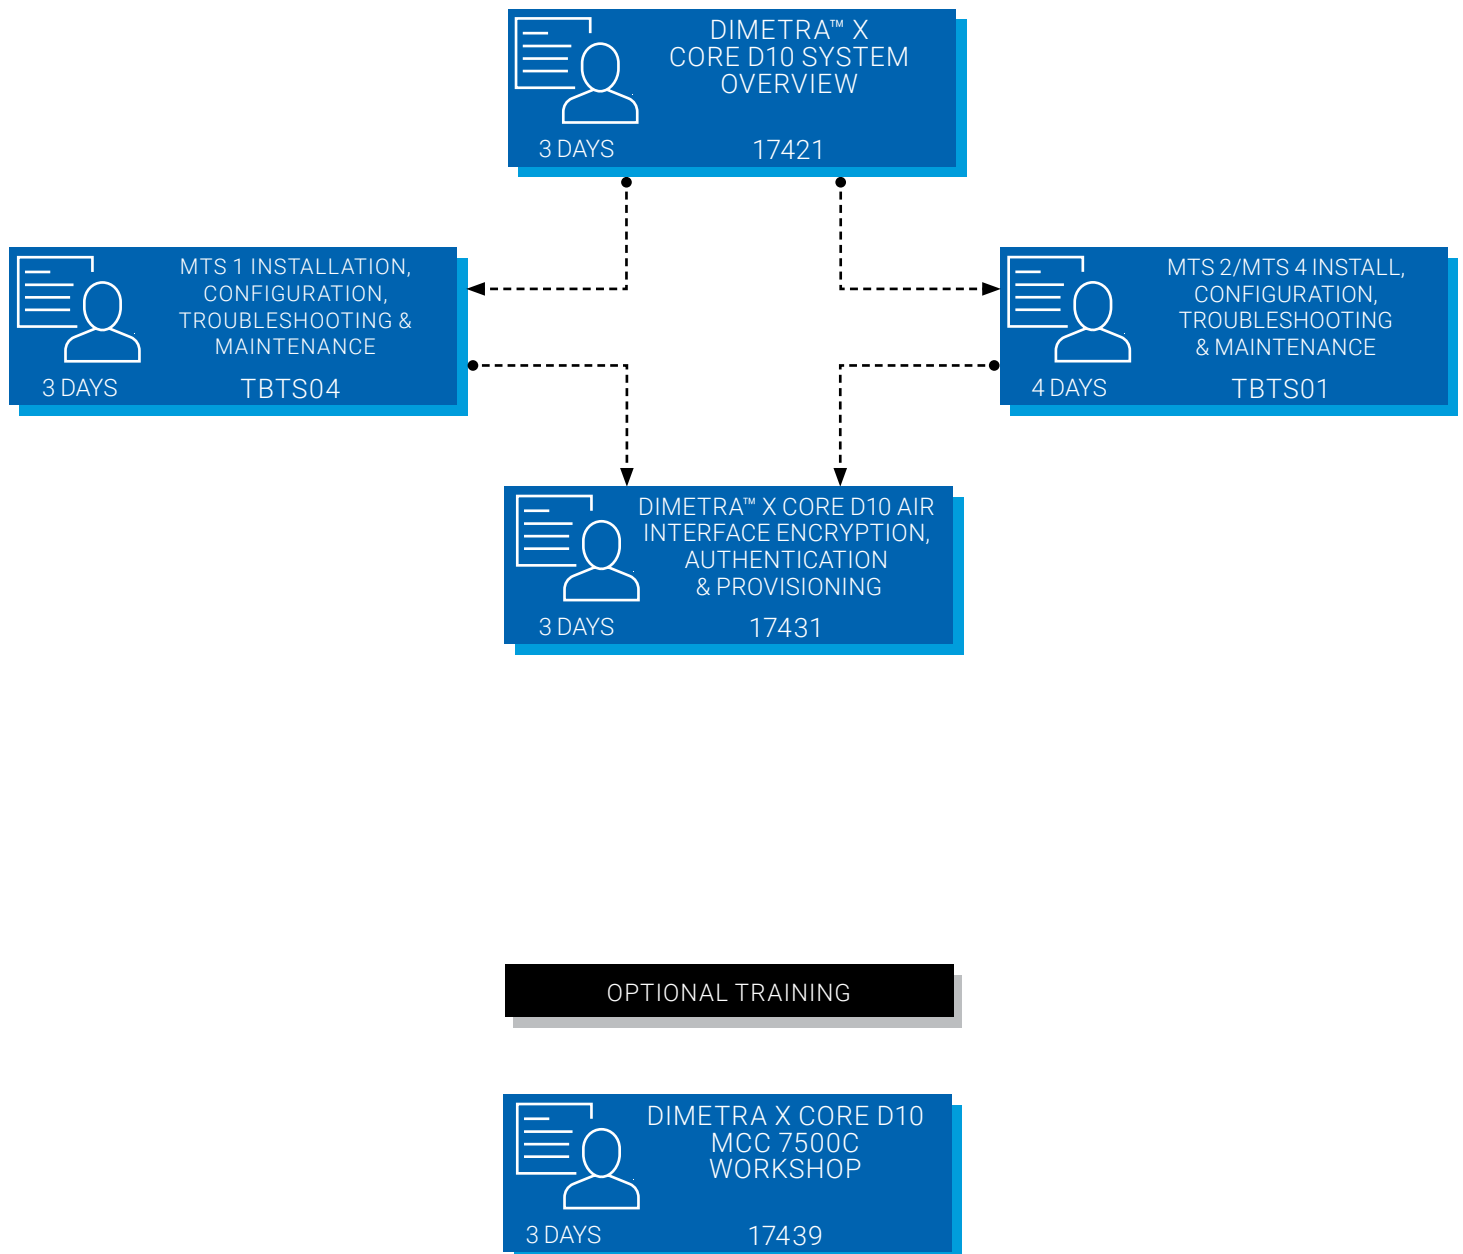 DIMETRA™ X
CORE D10 SYSTEM
OVERVIEW
3 DAYS
17421
MTS 1 INSTALLATION,
CONFIGURATION,
TROUBLESHOOTING &
MAINTENANCE
3 DAYS
TBTS04
MTS 2/MTS 4 INSTALL,
CONFIGURATION,
TROUBLESHOOTING
& MAINTENANCE
4 DAYS
TBTS01
DIMETRA™ X CORE D10 AIR
INTERFACE ENCRYPTION,
AUTHENTICATION
& PROVISIONING
3 DAYS
17431
OPTIONAL TRAINING
DIMETRA X CORE D10
MCC 7500C
WORKSHOP
3 DAYS
17439